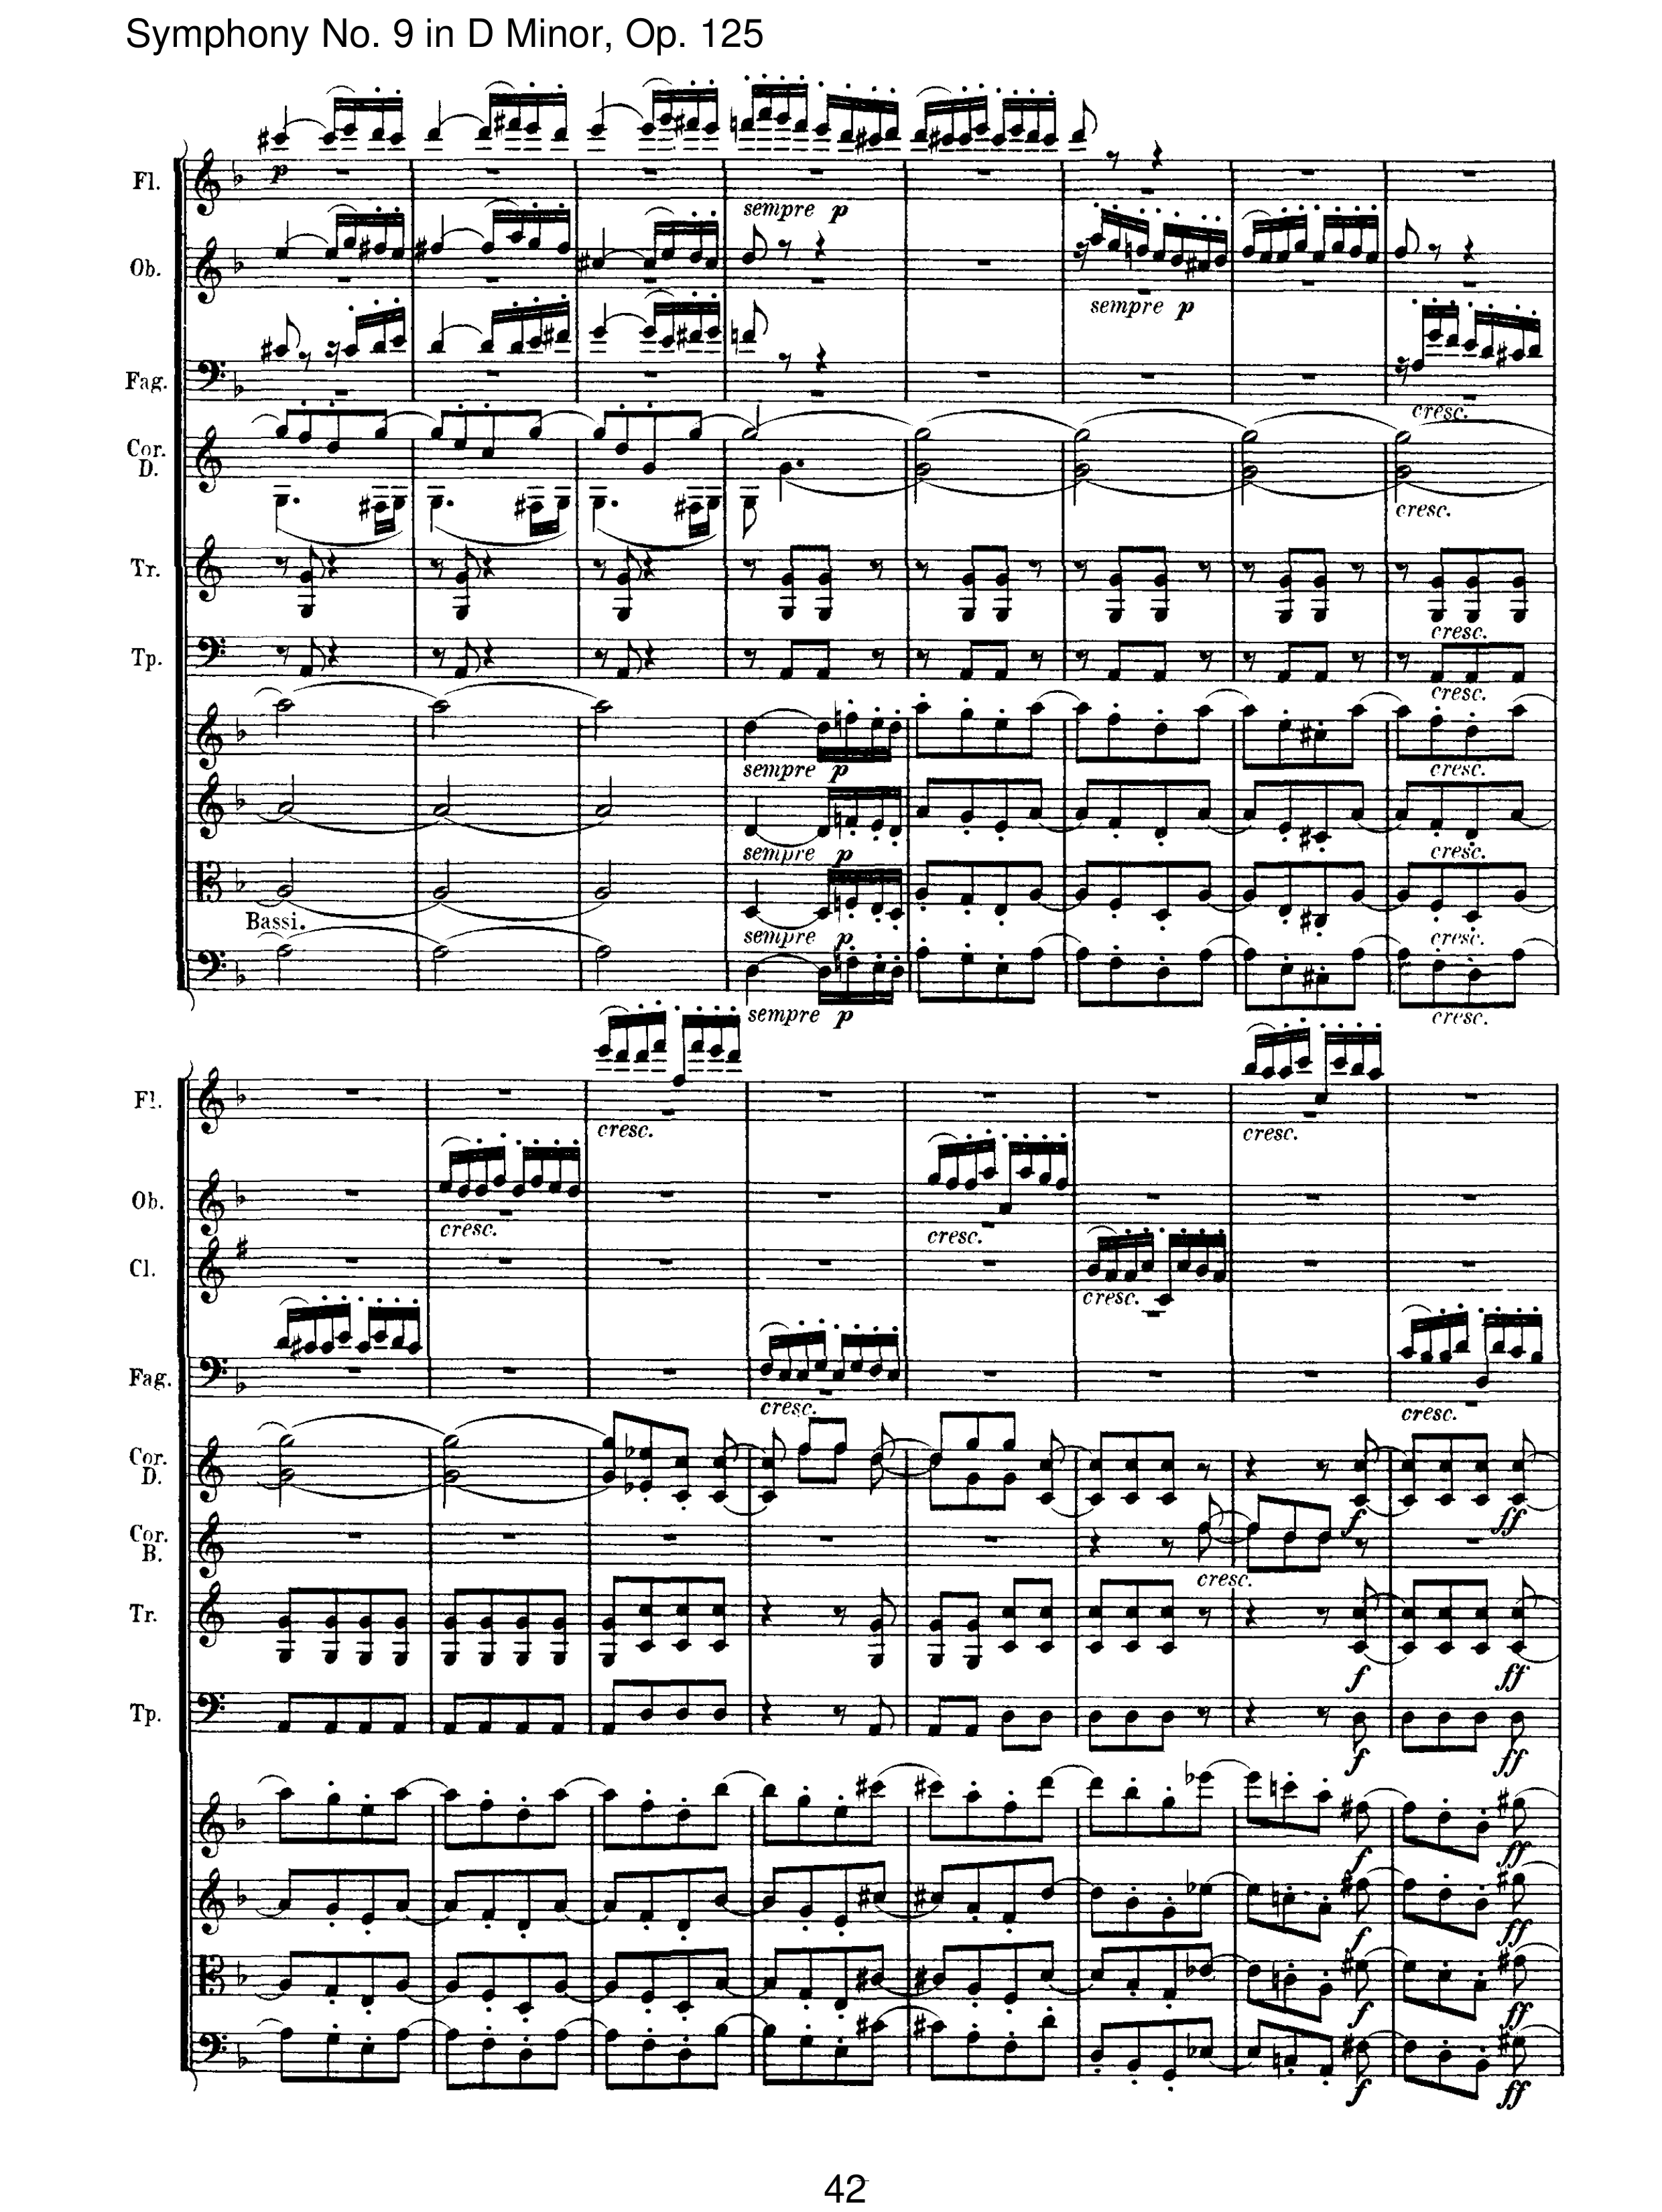 Symphony No. 9 in D Minor, Op. 125
p
Fl.
sempre p
Ob.
sempre p
Fag.
cresc.
Cor.
D.
cresc.
Tr.
cresc.
Tp.
cresc.
sempre p
cresc.
sempre p
cresc.
Bassi.
sempre p
cresc.
sempre p
cresc.
Fl.
cresc.
cresc.
Ob.
cresc.
cresc.
Cl.
cresc.
Fag.
cresc.
cresc.
Cor.
D.
f
ff
Cor.
B.
cresc.
Tr.
f
ff
Tp.
f
ff
f
ff
f
ff
f
ff
f
ff
42